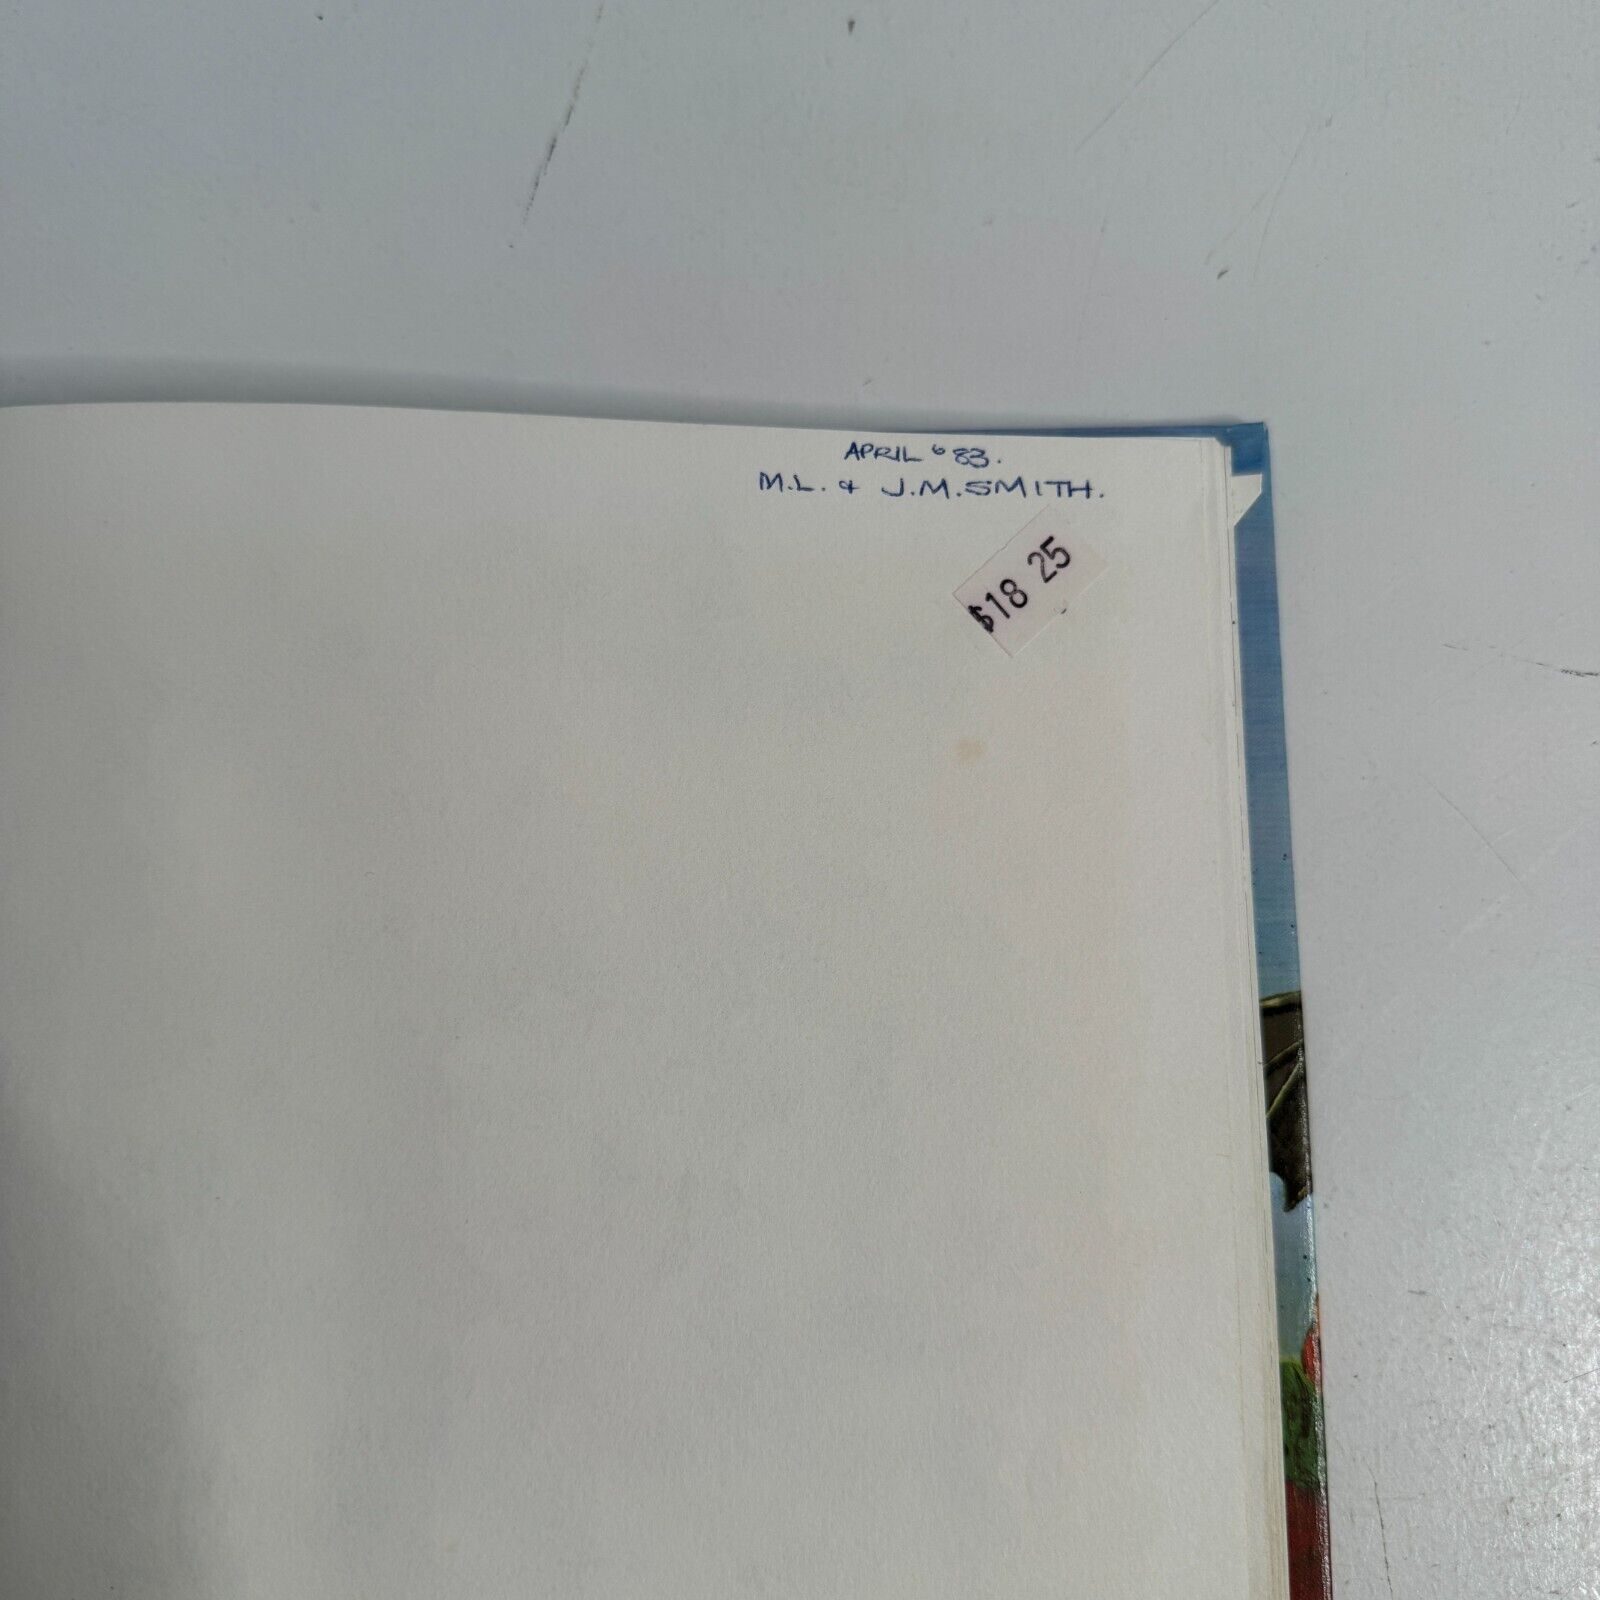 APRIL '83.
M.L. & J.M. SMITH.
$18 25